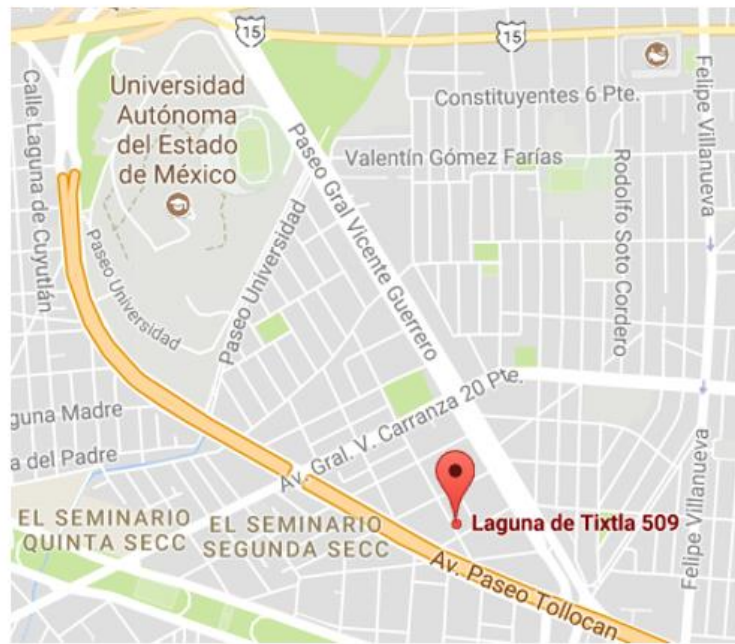 15
15
Calle Laguna de Cuyutlán
Universidad
Autónoma
del Estado
de México
Constituyentes 6 Pte.
Felipe Villanueva
Paseo Gral Vicente Guerrero
Valentín Gómez Farías
Rodolfo Soto Cordero
Paseo Universidad
Paseo Universidad
guna Madre
a del Padre
Av. Gral. V. Carranza 20 Pte.
Felipe Villanueva
EL SEMINARIO
QUINTA SECC
EL SEMINARIO
SEGUNDA SECC
Laguna de Tixtla 509
Av. Paseo Tollocan